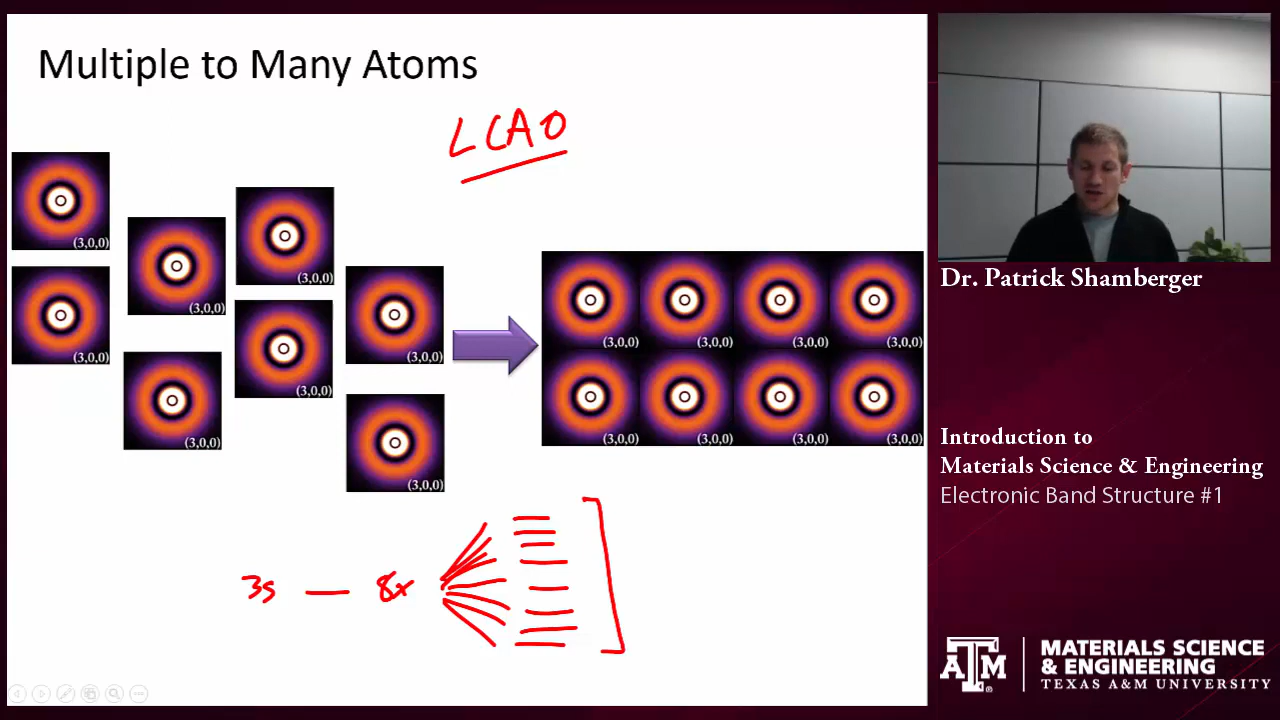 Multiple to Many Atoms
LCAO
(3,0,0)
(3,0,0)
(3,0,0)
(3,0,0)
(3,0,0)
(3,0,0)
(3,0,0)
(3,0,0)
(3,0,0) (3,0,0) (3,0,0) (3,0,0)
(3,0,0) (3,0,0) (3,0,0) (3,0,0)
3s — 8x
Dr. Patrick Shamberger
Introduction to
Materials Science & Engineering
Electronic Band Structure #1
ATM
MATERIALS SCIENCE
& ENGINEERING
TEXAS A&M UNIVERSITY